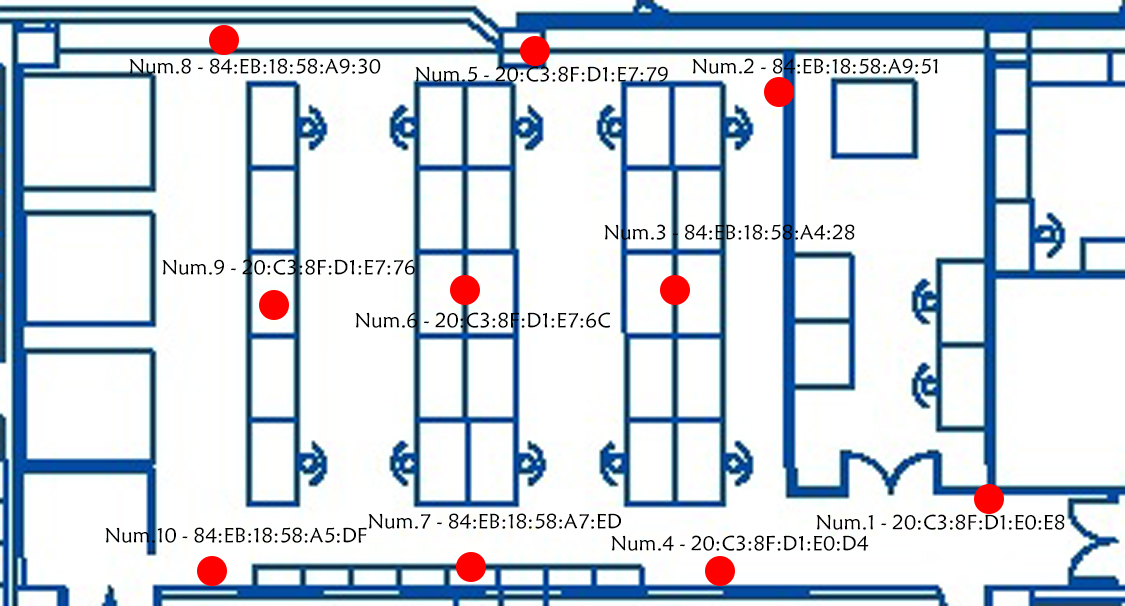 Num.8 - 84:EB:18:58:A9:30
Num.5 - 20:C3:8F:D1:E7:79
Num.2 - 84:EB:18:58:A9:51
Num.3 - 84:EB:18:58:A4:28
Num.9 - 20:C3:8F:D1:E7:76
Num.6 - 20:C3:8F:D1:E7:6C
Num.7 - 84:EB:18:58:A7:ED
Num.1 - 20:C3:8F:D1:E0:E8
Num.10 - 84:EB:18:58:A5:DF
Num.4 - 20:C3:8F:D1:E0:D4